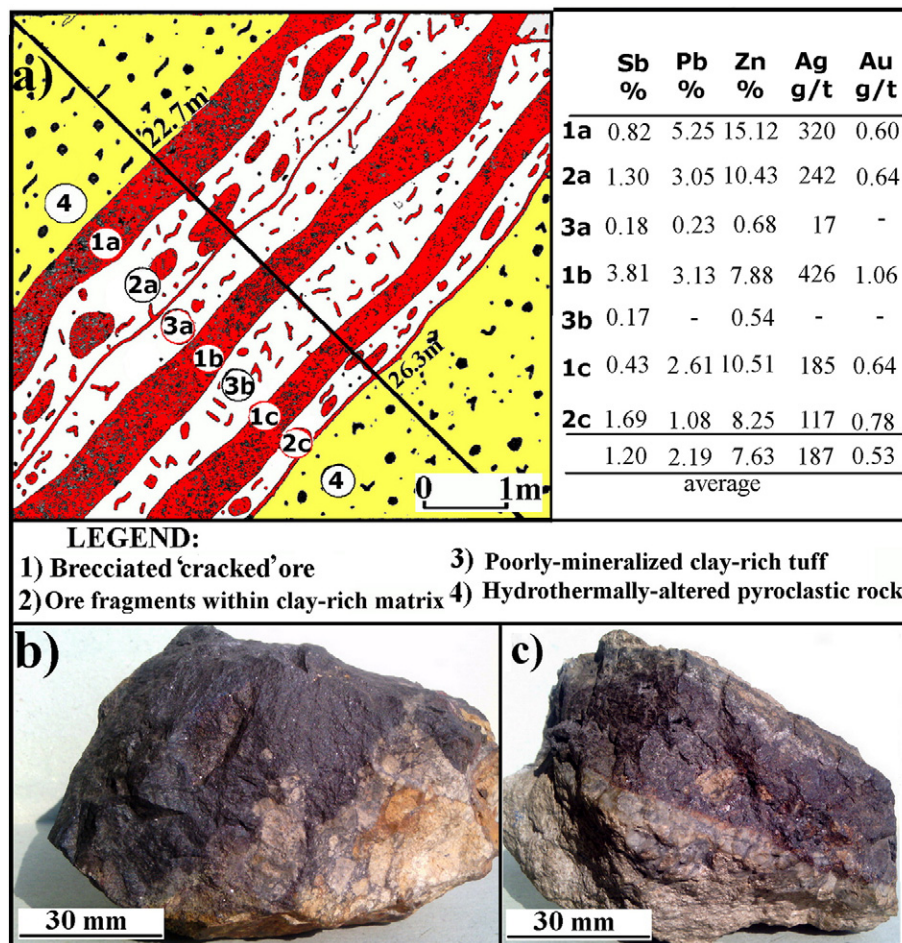 a)
22.7m
4
1a
2a
3a
1b
3b
26.3m
1c
2c
4
0 1m
Sb Pb Zn Ag Au
% % % g/t g/t
1a 0.82 5.25 15.12 320 0.60
2a 1.30 3.05 10.43 242 0.64
3a 0.18 0.23 0.68 17 -
1b 3.81 3.13 7.88 426 1.06
3b 0.17 - 0.54 - -
1c 0.43 2.61 10.51 185 0.64
2c 1.69 1.08 8.25 117 0.78
1.20 2.19 7.63 187 0.53
average
LEGEND:
1) Brecciated ‘cracked’ ore
2) Ore fragments within clay-rich matrix
3) Poorly-mineralized clay-rich tuff
4) Hydrothermally-altered pyroclastic rock
b)
30 mm
c)
30 mm